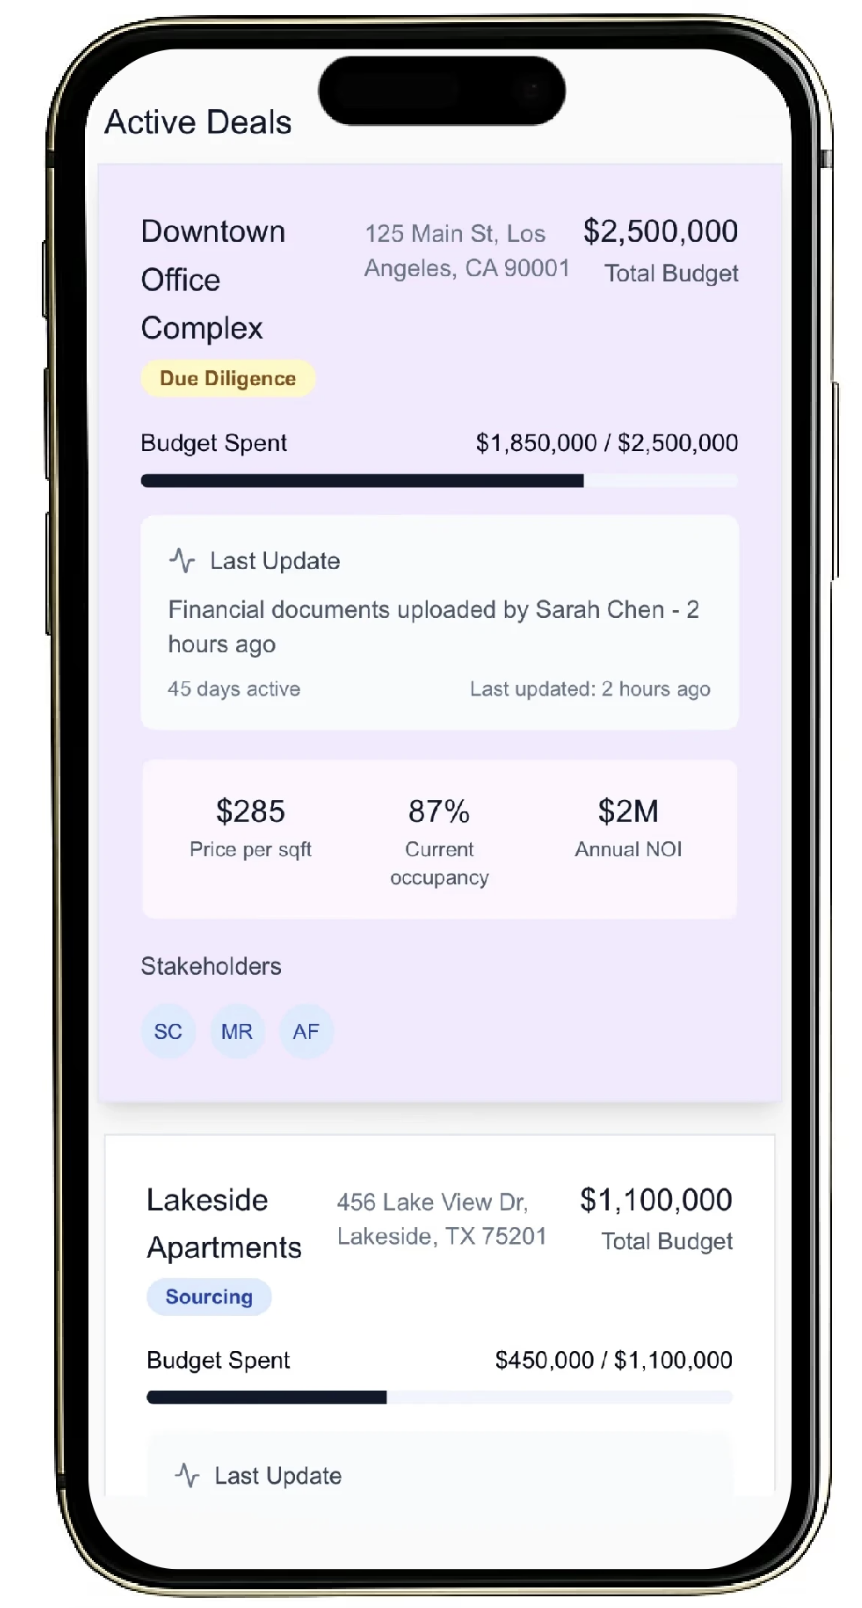 Active Deals
Downtown
Office
Complex
125 Main St, Los
Angeles, CA 90001
$2,500,000
Total Budget
Due Diligence
Budget Spent
$1,850,000 / $2,500,000
Last Update
Financial documents uploaded by Sarah Chen - 2
hours ago
45 days active
Last updated: 2 hours ago
$285
Price per sqft
87%
Current
occupancy
$2M
Annual NOI
Stakeholders
SC
MR
AF
Lakeside
Apartments
456 Lake View Dr,
Lakeside, TX 75201
$1,100,000
Total Budget
Sourcing
Budget Spent
$450,000 / $1,100,000
Last Update